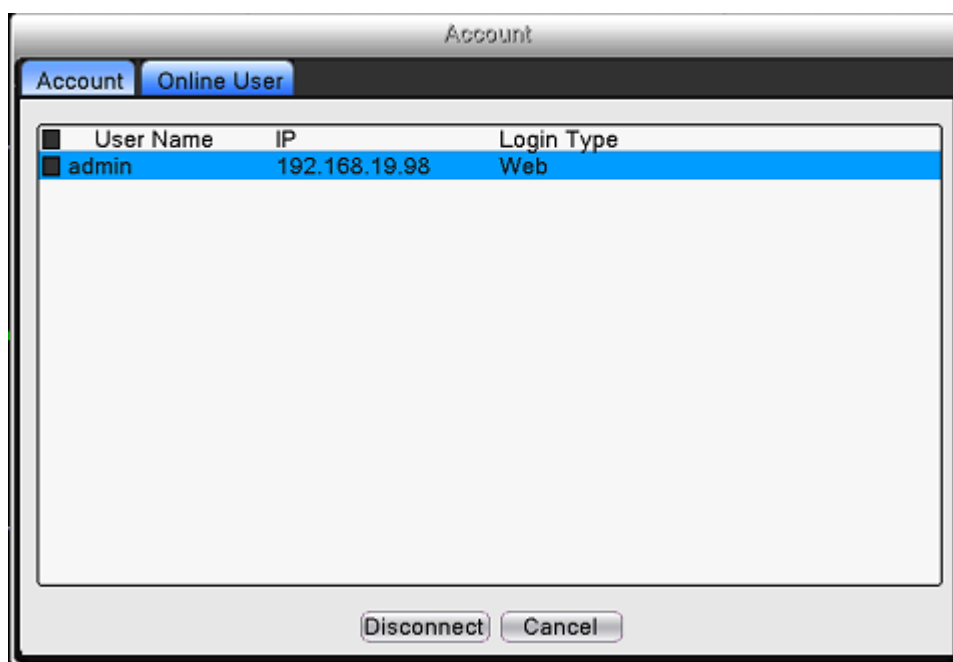 Account
Account Online User
User Name IP Login Type
admin 192.168.19.98 Web
Disconnect Cancel